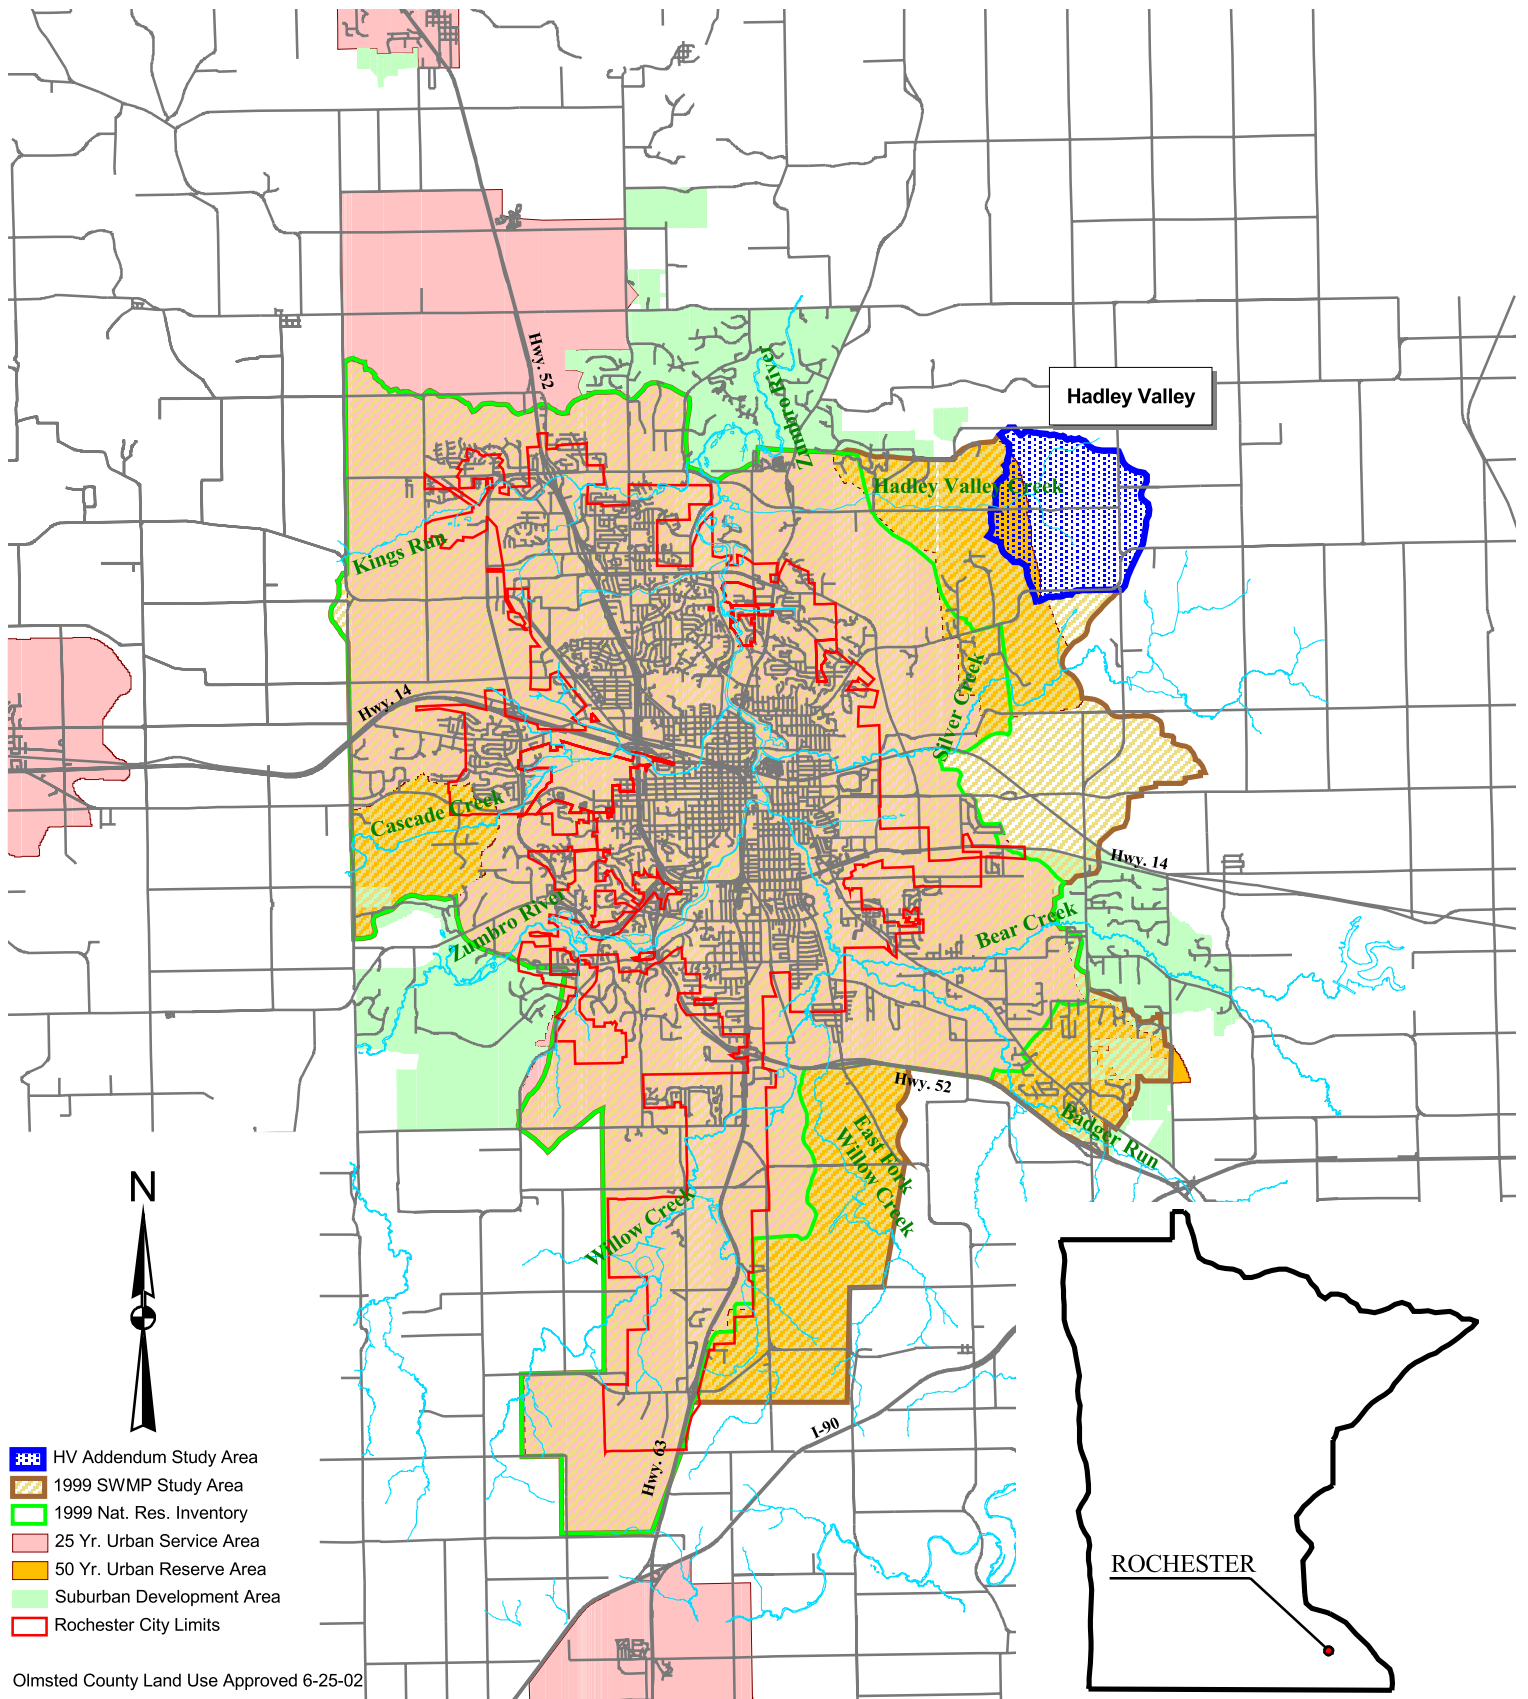 Hwy. 52
Zumbro River
Hadley Valley
Hadley Valley Creek
Kings Run
Hwy. 14
Silver Creek
Cascade Creek
Hwy. 14
Zumbro River
Bear Creek
Hwy. 52
East Fork
Willow Creek
Badger Run
Willow Creek
N
I-90
Hwy. 63
HV Addendum Study Area
1999 SWMP Study Area
1999 Nat. Res. Inventory
25 Yr. Urban Service Area
50 Yr. Urban Reserve Area
Suburban Development Area
Rochester City Limits
ROCHESTER
Olmsted County Land Use Approved 6-25-02